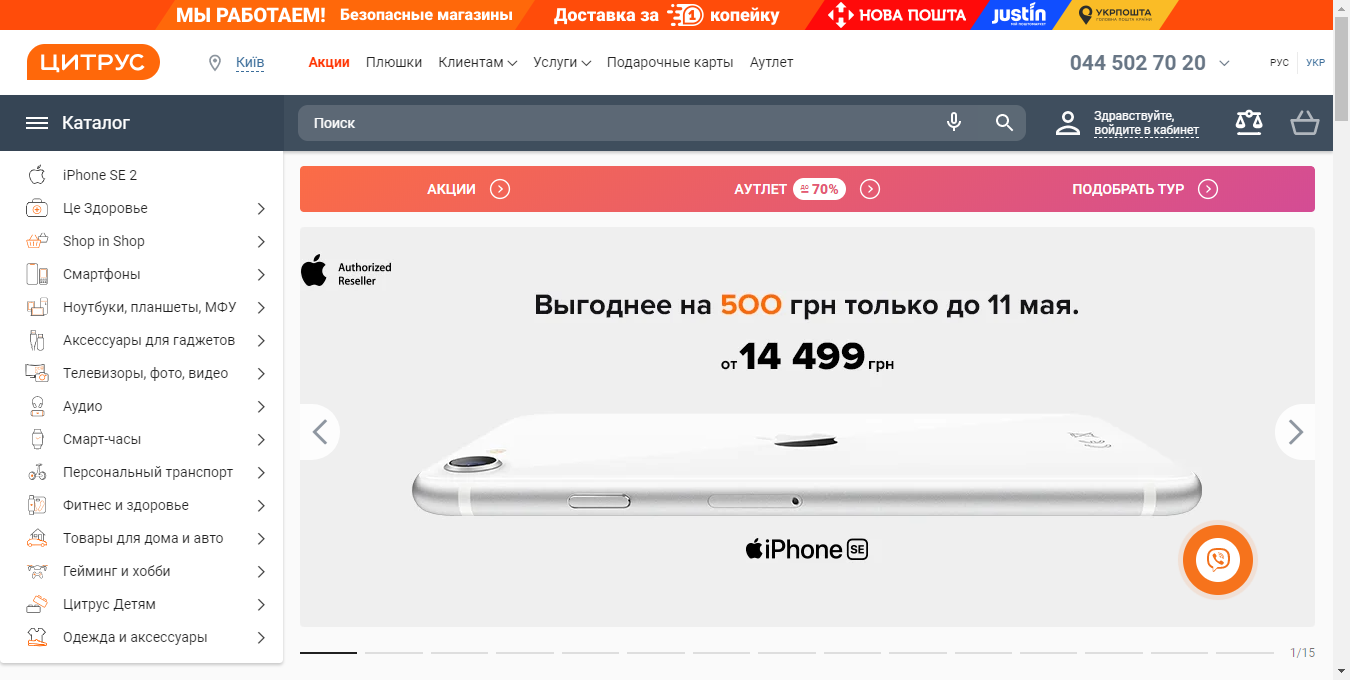 МЫ РАБОТАЕМ! Безопасные магазины Доставка за 1 копейку НОВА ПОШТА justin УКРПОШТА
ЦИТРУС
Київ
Акции Плюшки Клиентам Услуги Подарочные карты Аутлет
044 502 70 20
РУС УКР
Каталог
Поиск
Здравствуйте,
войдите в кабинет
iPhone SE 2
Це Здоровье
Shop in Shop
Смартфоны
Ноутбуки, планшеты, МФУ
Аксессуары для гаджетов
Телевизоры, фото, видео
Аудио
Смарт-часы
Персональный транспорт
Фитнес и здоровье
Товары для дома и авто
Гейминг и хобби
Цитрус Детям
Одежда и аксессуары
АКЦИИ
АУТЛЕТ до 70%
ПОДОБРАТЬ ТУР
Authorized
Reseller
Выгоднее на 500 грн только до 11 мая.
от 14 499 грн
iPhone SE
1/15